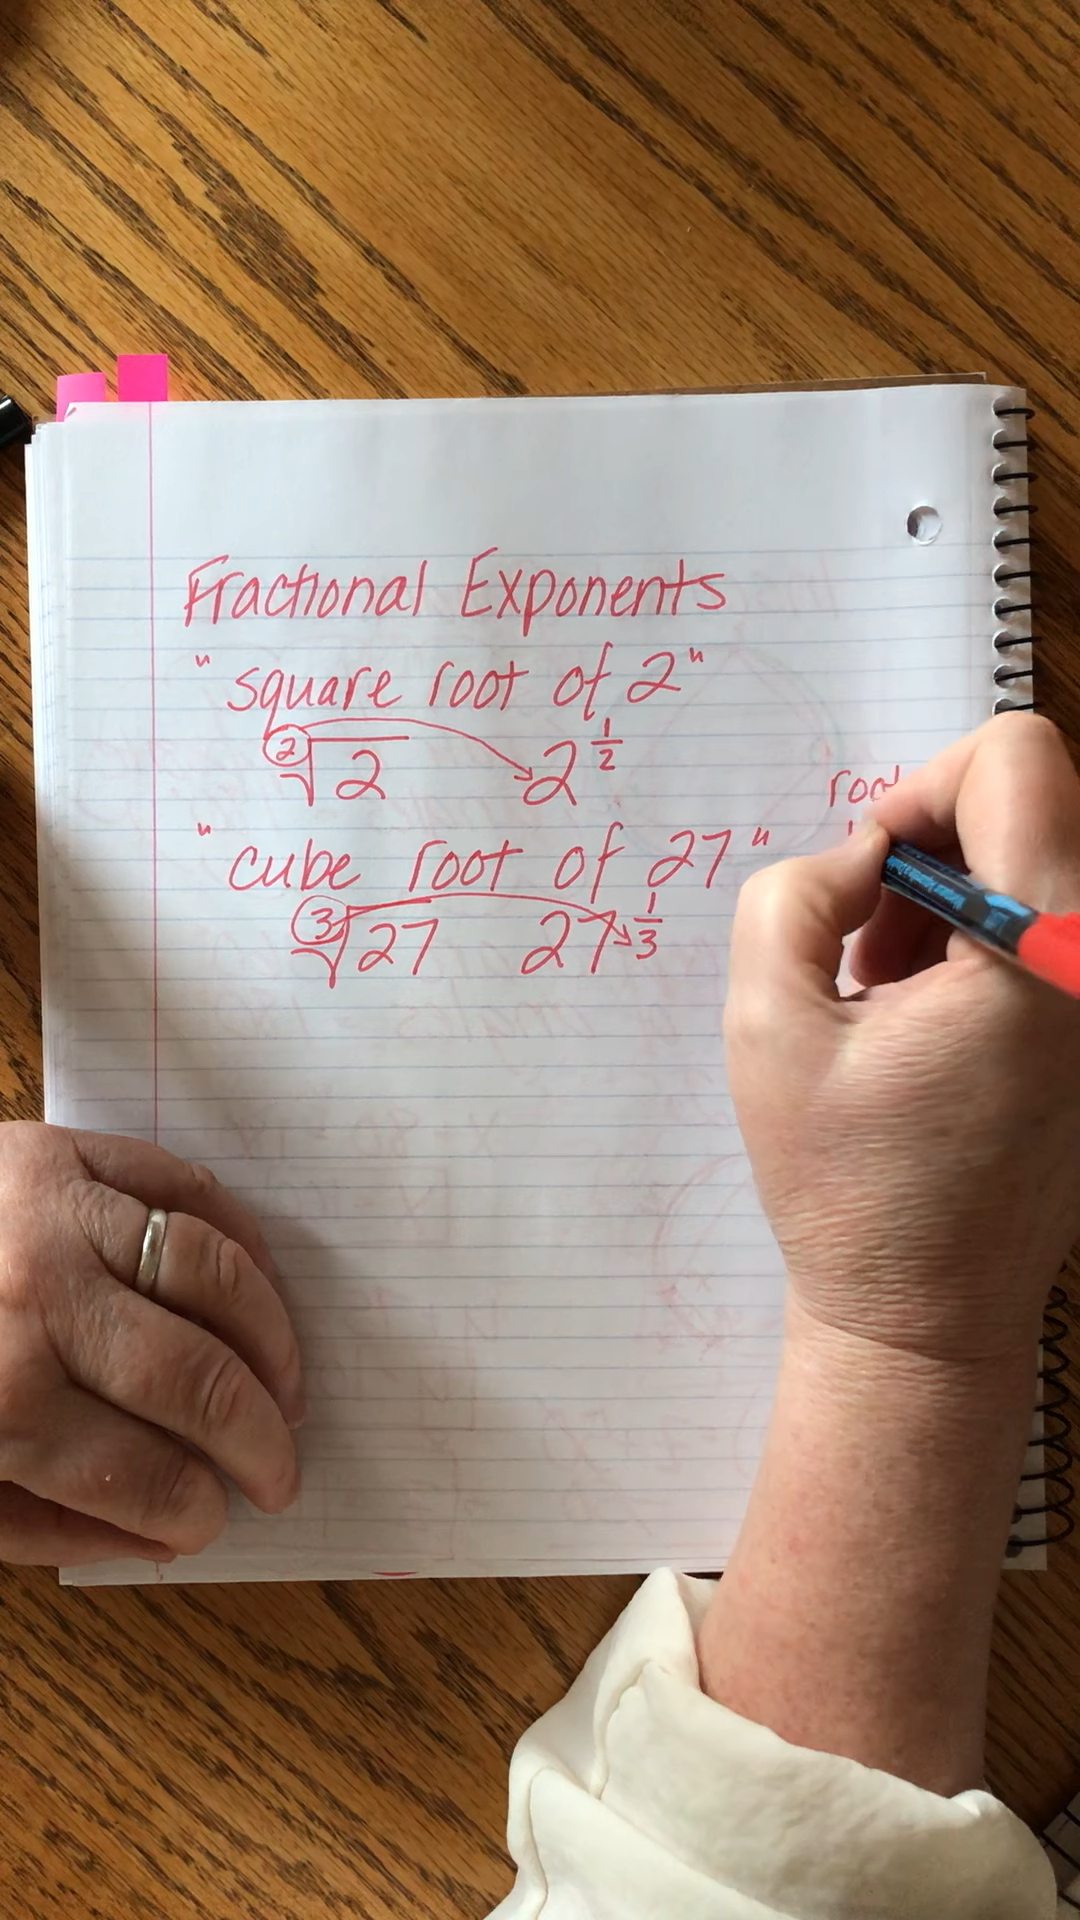 Fractional Exponents
"square root of 2"
²√2 2^1/2
root
"cube root of 27"
³√27 27^1/3